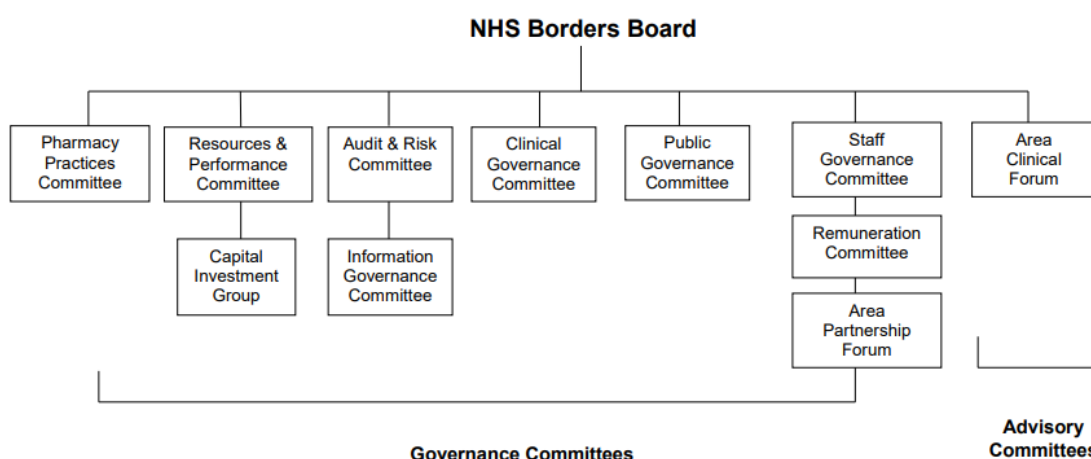 NHS Borders Board
Pharmacy
Practices
Committee
Resources &
Performance
Committee
Audit & Risk
Committee
Clinical
Governance
Committee
Public
Governance
Committee
Staff
Governance
Committee
Area
Clinical
Forum
Capital
Investment
Group
Information
Governance
Committee
Remuneration
Committee
Area
Partnership
Forum
Governance Committees
Advisory
Committees